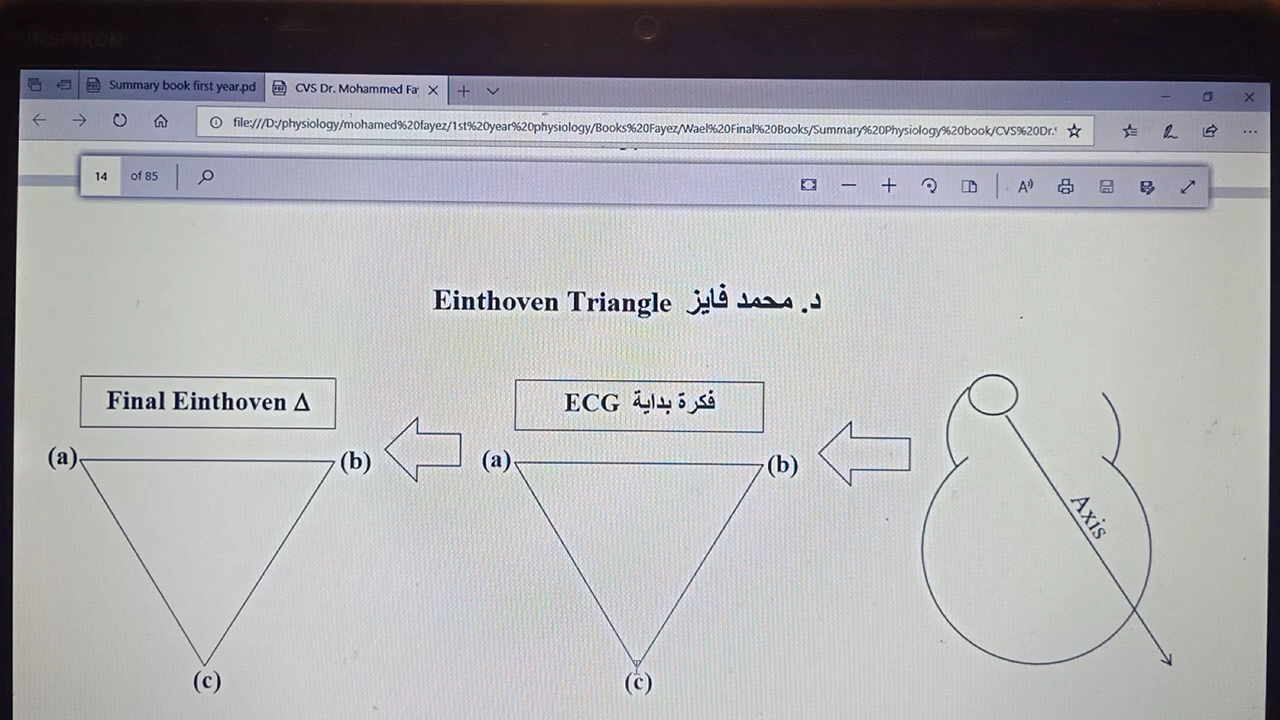 INSPIRON
Summary book first year.pd
CVS Dr. Mohammed Fa
file:///D:/physiology/mohamed%20fayez/1st%20year%20physiology/Books%20Fayez/Wael%20Final%20Books/Summary%20Physiology%20book/CVS%20Dr.
14 of 85
Einthoven Triangle د. محمد فايز
Final Einthoven Δ
فكرة بداية ECG
(a) (b) (a) (b)
Axis
(c) (c)